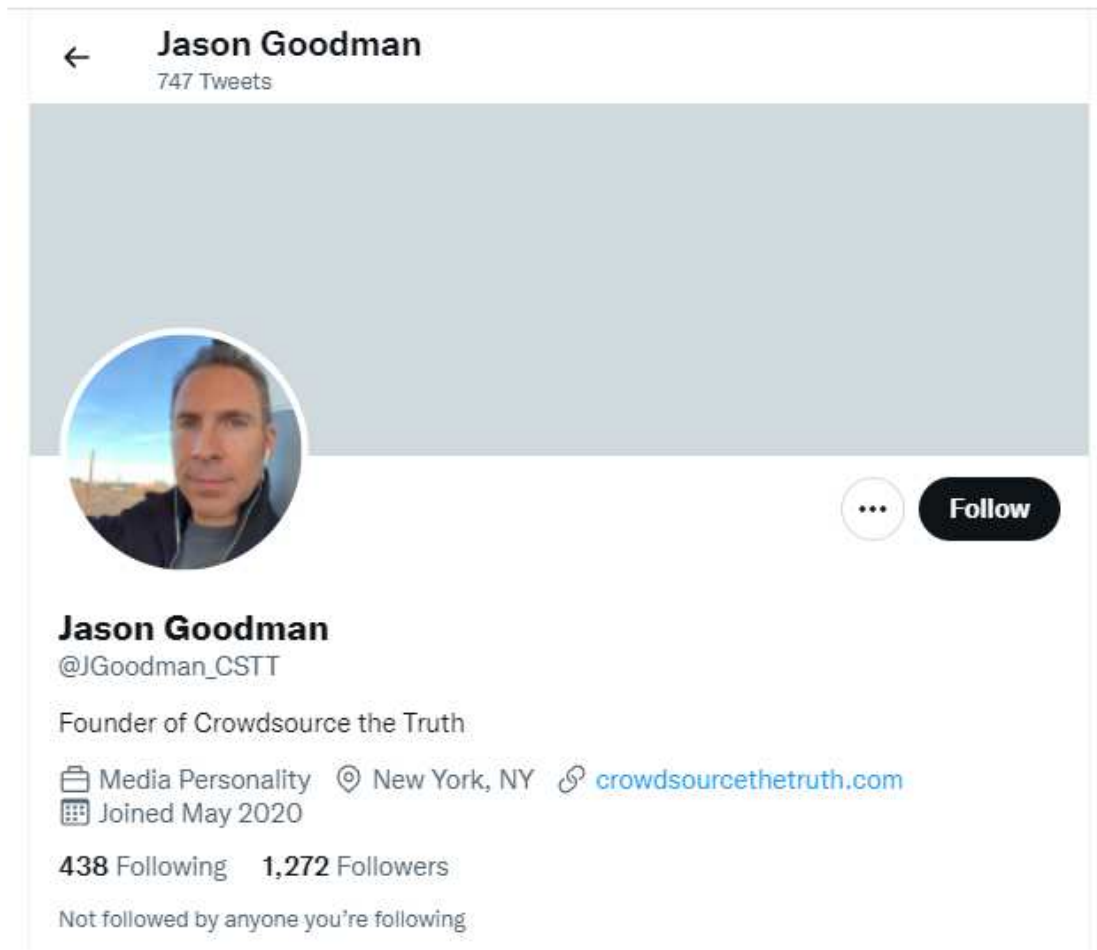 Jason Goodman
747 Tweets
Follow
Jason Goodman
@JGoodman_CSTT
Founder of Crowdsource the Truth
Media Personality New York, NY crowdsourcethetruth.com
Joined May 2020
438 Following 1,272 Followers
Not followed by anyone you're following